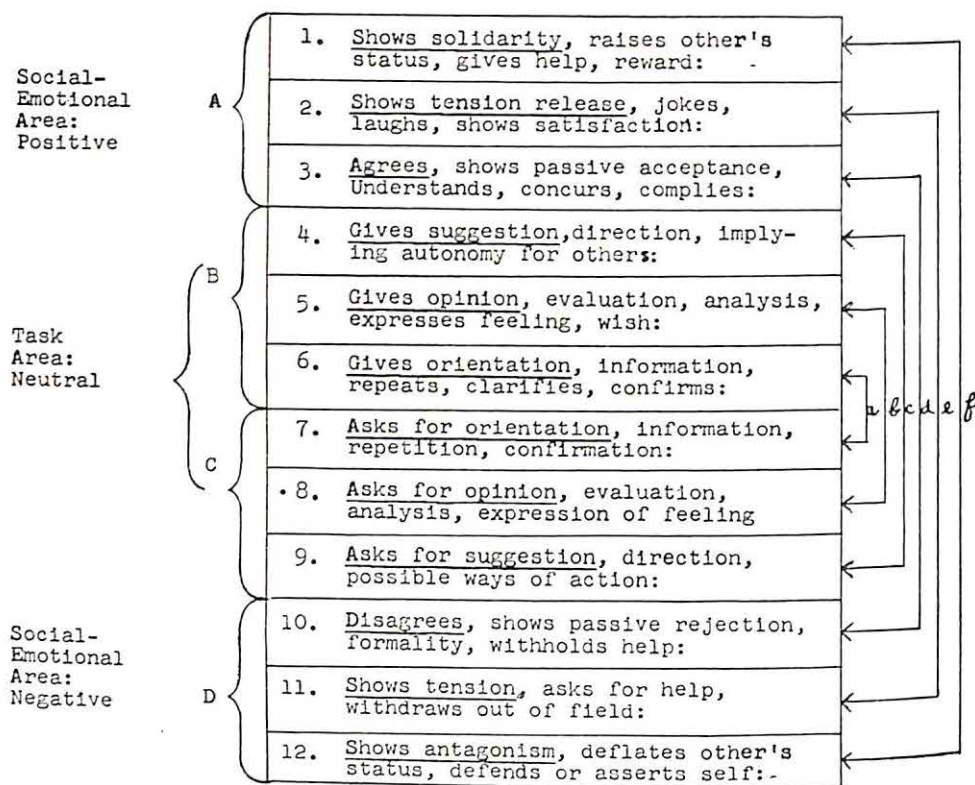 Social-
Emotional
Area:
Positive
A
1. Shows solidarity, raises other's
status, gives help, reward: -
2. Shows tension release, jokes,
laughs, shows satisfaction:
3. Agrees, shows passive acceptance,
Understands, concurs, complies:
Task
Area:
Neutral
B
4. Gives suggestion,direction, imply-
ing autonomy for others:
5. Gives opinion, evaluation, analysis,
expresses feeling, wish:
6. Gives orientation, information,
repeats, clarifies, confirms:
C
7. Asks for orientation, information,
repetition, confirmation:
8. Asks for opinion, evaluation,
analysis, expression of feeling
9. Asks for suggestion, direction,
possible ways of action:
Social-
Emotional
Area:
Negative
D
10. Disagrees, shows passive rejection,
formality, withholds help:
11. Shows tension, asks for help,
withdraws out of field:
12. Shows antagonism, deflates other's
status, defends or asserts self:-
a b c d e f